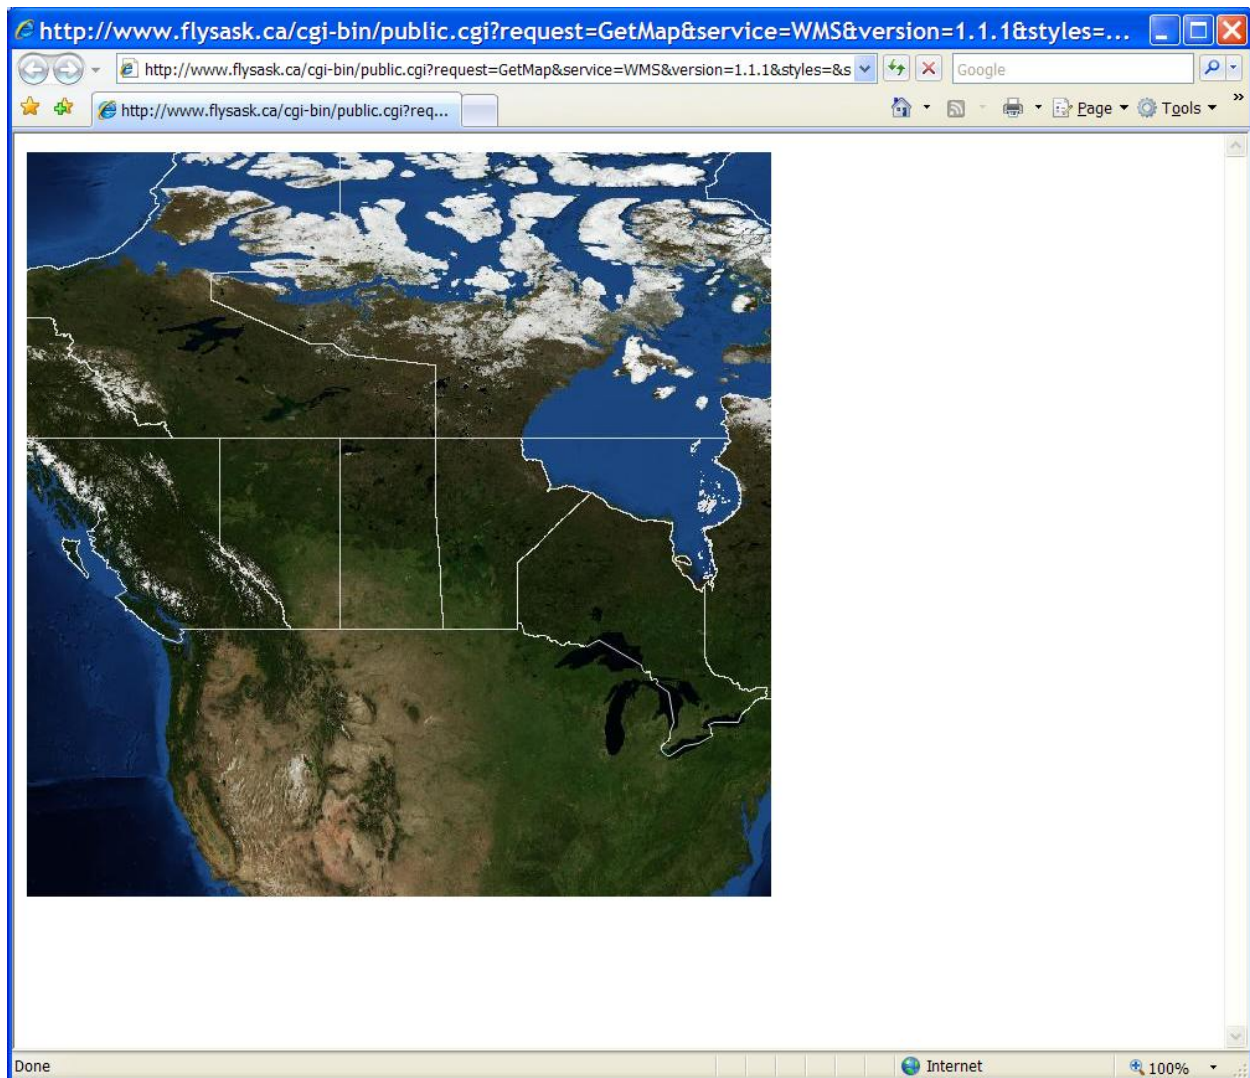 http://www.flysask.ca/cgi-bin/public.cgi?request=GetMap&service=WMS&version=1.1.1&styles=...
http://www.flysask.ca/cgi-bin/public.cgi?request=GetMap&service=WMS&version=1.1.1&styles=&s
Google
http://www.flysask.ca/cgi-bin/public.cgi?req...
Page
Tools
»
Done
Internet
100%